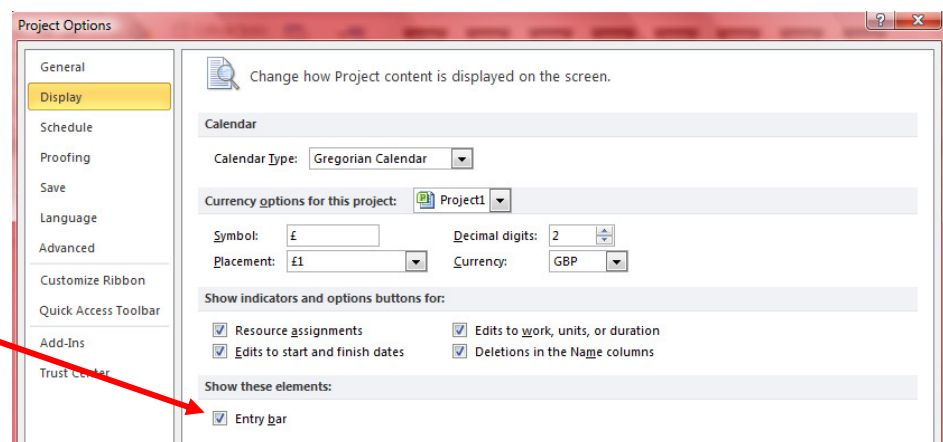 Project Options
General
Display
Schedule
Proofing
Save
Language
Advanced
Customize Ribbon
Quick Access Toolbar
Add-Ins
Trust Center
Change how Project content is displayed on the screen.
Calendar
Calendar Type: Gregorian Calendar
Currency options for this project: Project1
Symbol: £ Decimal digits: 2
Placement: £1 Currency: GBP
Show indicators and options buttons for:
Resource assignments Edits to work, units, or duration
Edits to start and finish dates Deletions in the Name columns
Show these elements:
Entry bar